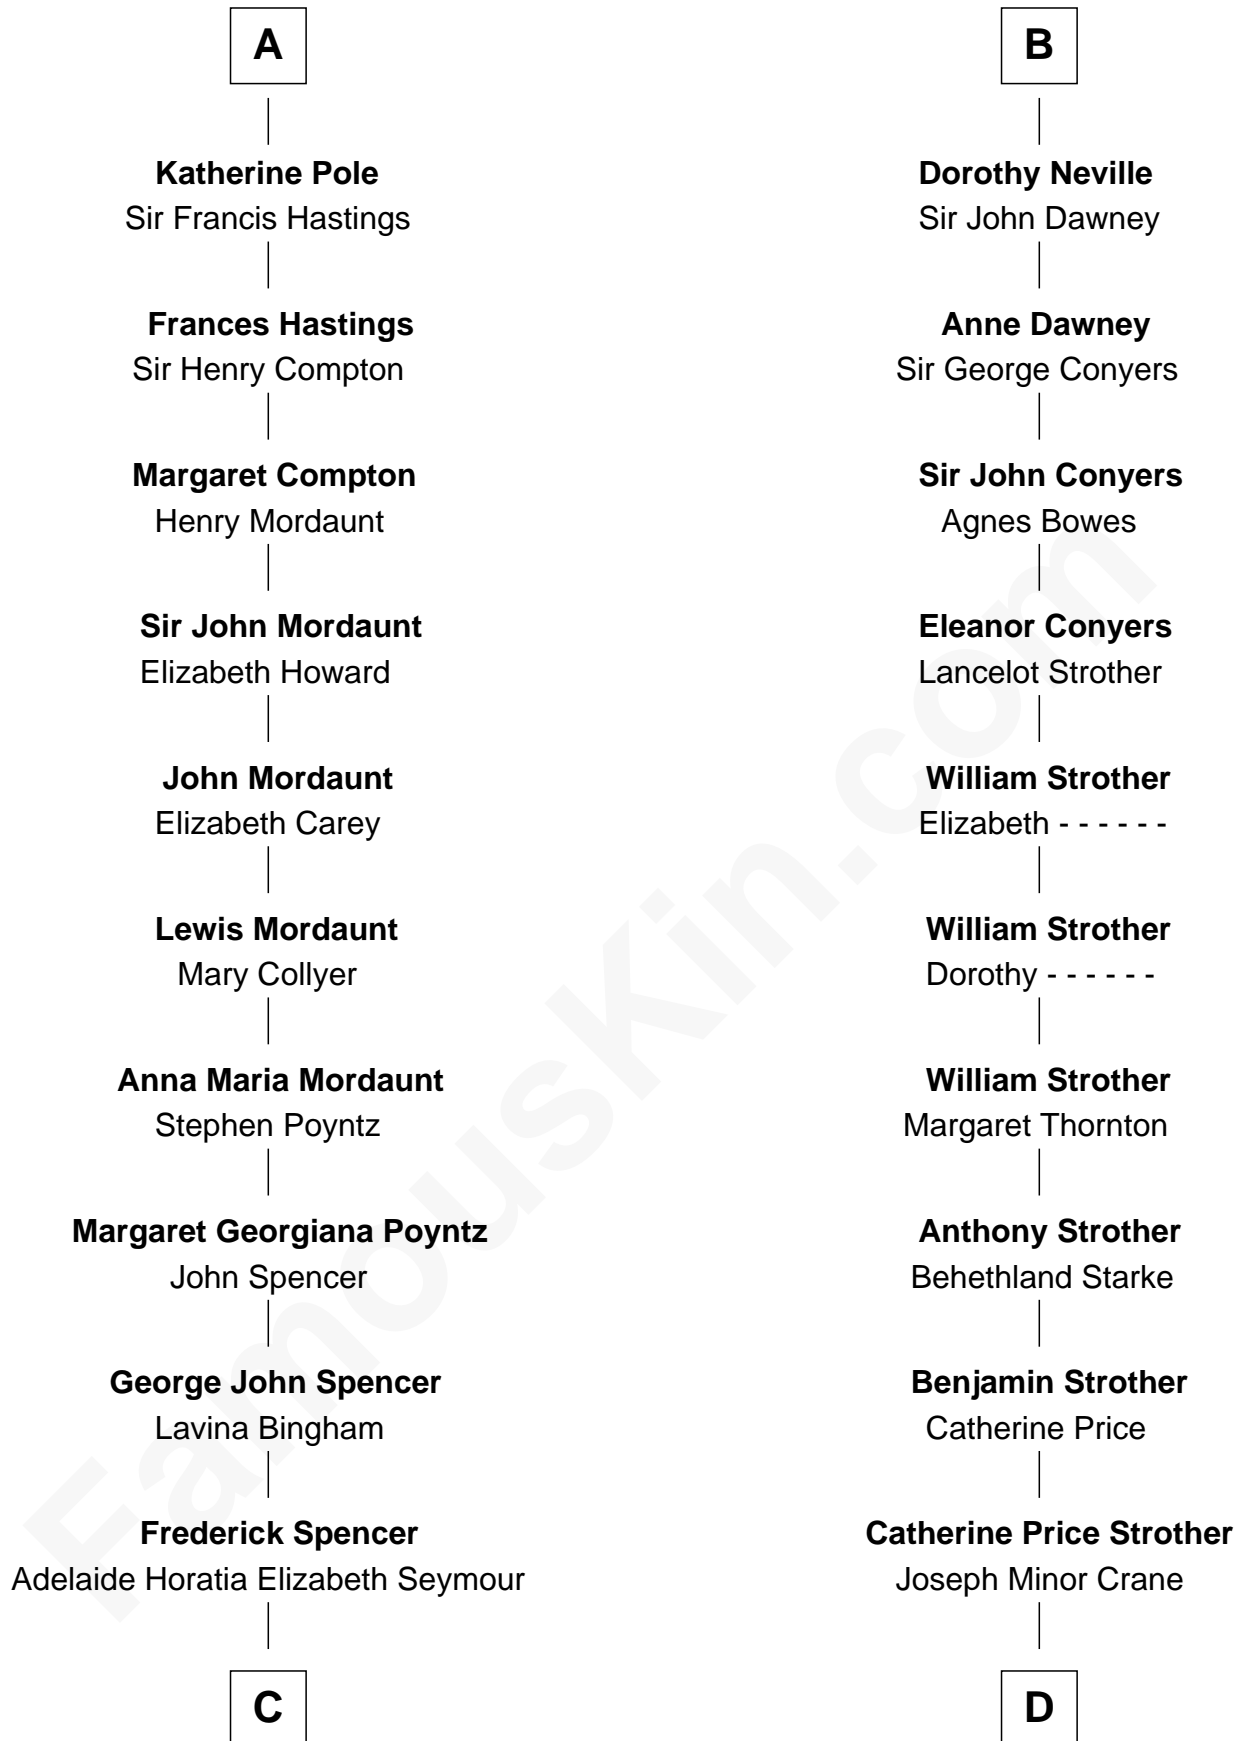 A
Katherine Pole
Sir Francis Hastings
Frances Hastings
Sir Henry Compton
Margaret Compton
Henry Mordaunt
Sir John Mordaunt
Elizabeth Howard
John Mordaunt
Elizabeth Carey
Lewis Mordaunt
Mary Collyer
Anna Maria Mordaunt
Stephen Poyntz
Margaret Georgiana Poyntz
John Spencer
George John Spencer
Lavina Bingham
Frederick Spencer
Adelaide Horatia Elizabeth Seymour
C
B
Dorothy Neville
Sir John Dawney
Anne Dawney
Sir George Conyers
Sir John Conyers
Agnes Bowes
Eleanor Conyers
Lancelot Strother
William Strother
Elizabeth - - - - - -
William Strother
Dorothy - - - - - -
William Strother
Margaret Thornton
Anthony Strother
Behethland Starke
Benjamin Strother
Catherine Price
Catherine Price Strother
Joseph Minor Crane
D
FamousKin.com